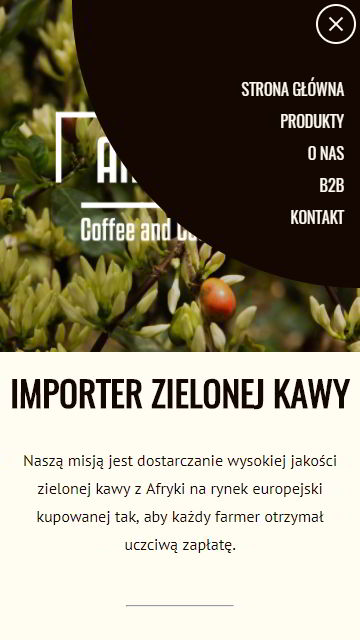 STRONA GŁÓWNA
PRODUKTY
O NAS
B2B
KONTAKT
Coffee and
IMPORTER ZIELONEJ KAWY
Naszą misją jest dostarczanie wysokiej jakości
zielonej kawy z Afryki na rynek europejski
kupowanej tak, aby każdy farmer otrzymał
uczciwą zapłatę.